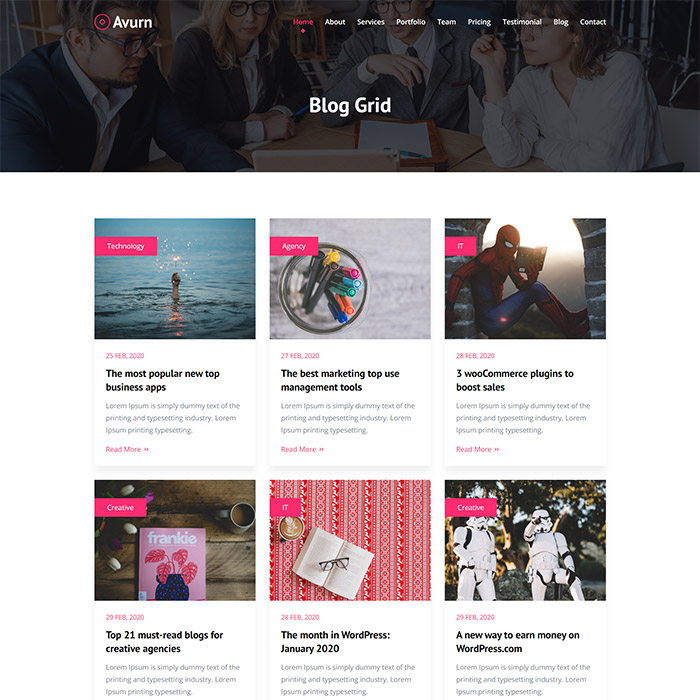 Avurn
Home About Services Portfolio Team Pricing Testimonial Blog Contact
Blog Grid
Technology
25 FEB, 2020
The most popular new top
business apps
Lorem Ipsum is simply dummy text of the
printing and typesetting industry. Lorem
Ipsum printing typesetting.
Read More »
Agency
27 FEB, 2020
The best marketing top use
management tools
Lorem Ipsum is simply dummy text of the
printing and typesetting industry. Lorem
Ipsum printing typesetting.
Read More »
IT
28 FEB, 2020
3 wooCommerce plugins to
boost sales
Lorem Ipsum is simply dummy text of the
printing and typesetting industry. Lorem
Ipsum printing typesetting.
Read More »
Creative
frankie
29 FEB, 2020
Top 21 must-read blogs for
creative agencies
Lorem Ipsum is simply dummy text of the
printing and typesetting industry. Lorem
IT
28 FEB, 2020
The month in WordPress:
January 2020
Lorem Ipsum is simply dummy text of the
printing and typesetting industry. Lorem
Creative
29 FEB, 2020
A new way to earn money on
WordPress.com
Lorem Ipsum is simply dummy text of the
printing and typesetting industry. Lorem